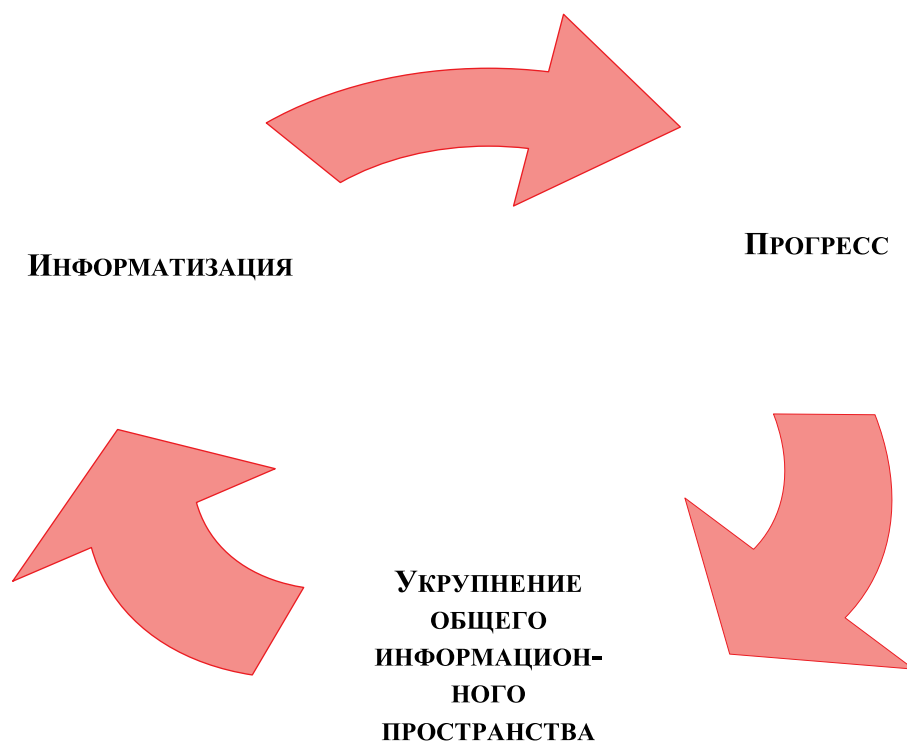 Прогресс
Информатизация
Укрупнение
общего
информацион-
ного
пространства